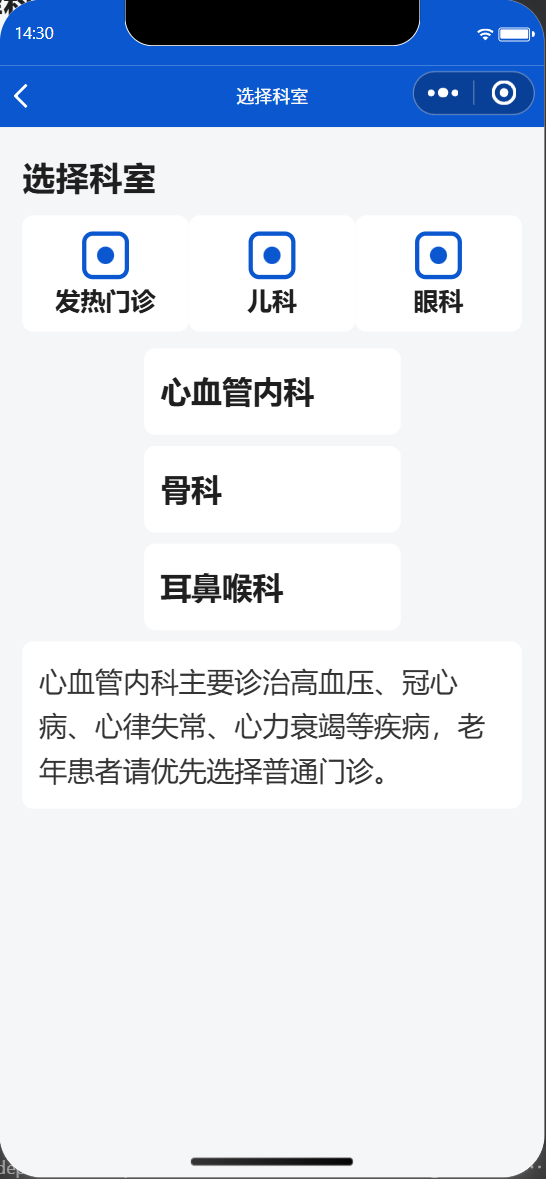 14:30
选择科室
选择科室
发热门诊
儿科
眼科
心血管内科
骨科
耳鼻喉科
心血管内科主要诊治高血压、冠心
病、心律失常、心力衰竭等疾病，老
年患者请优先选择普通门诊。